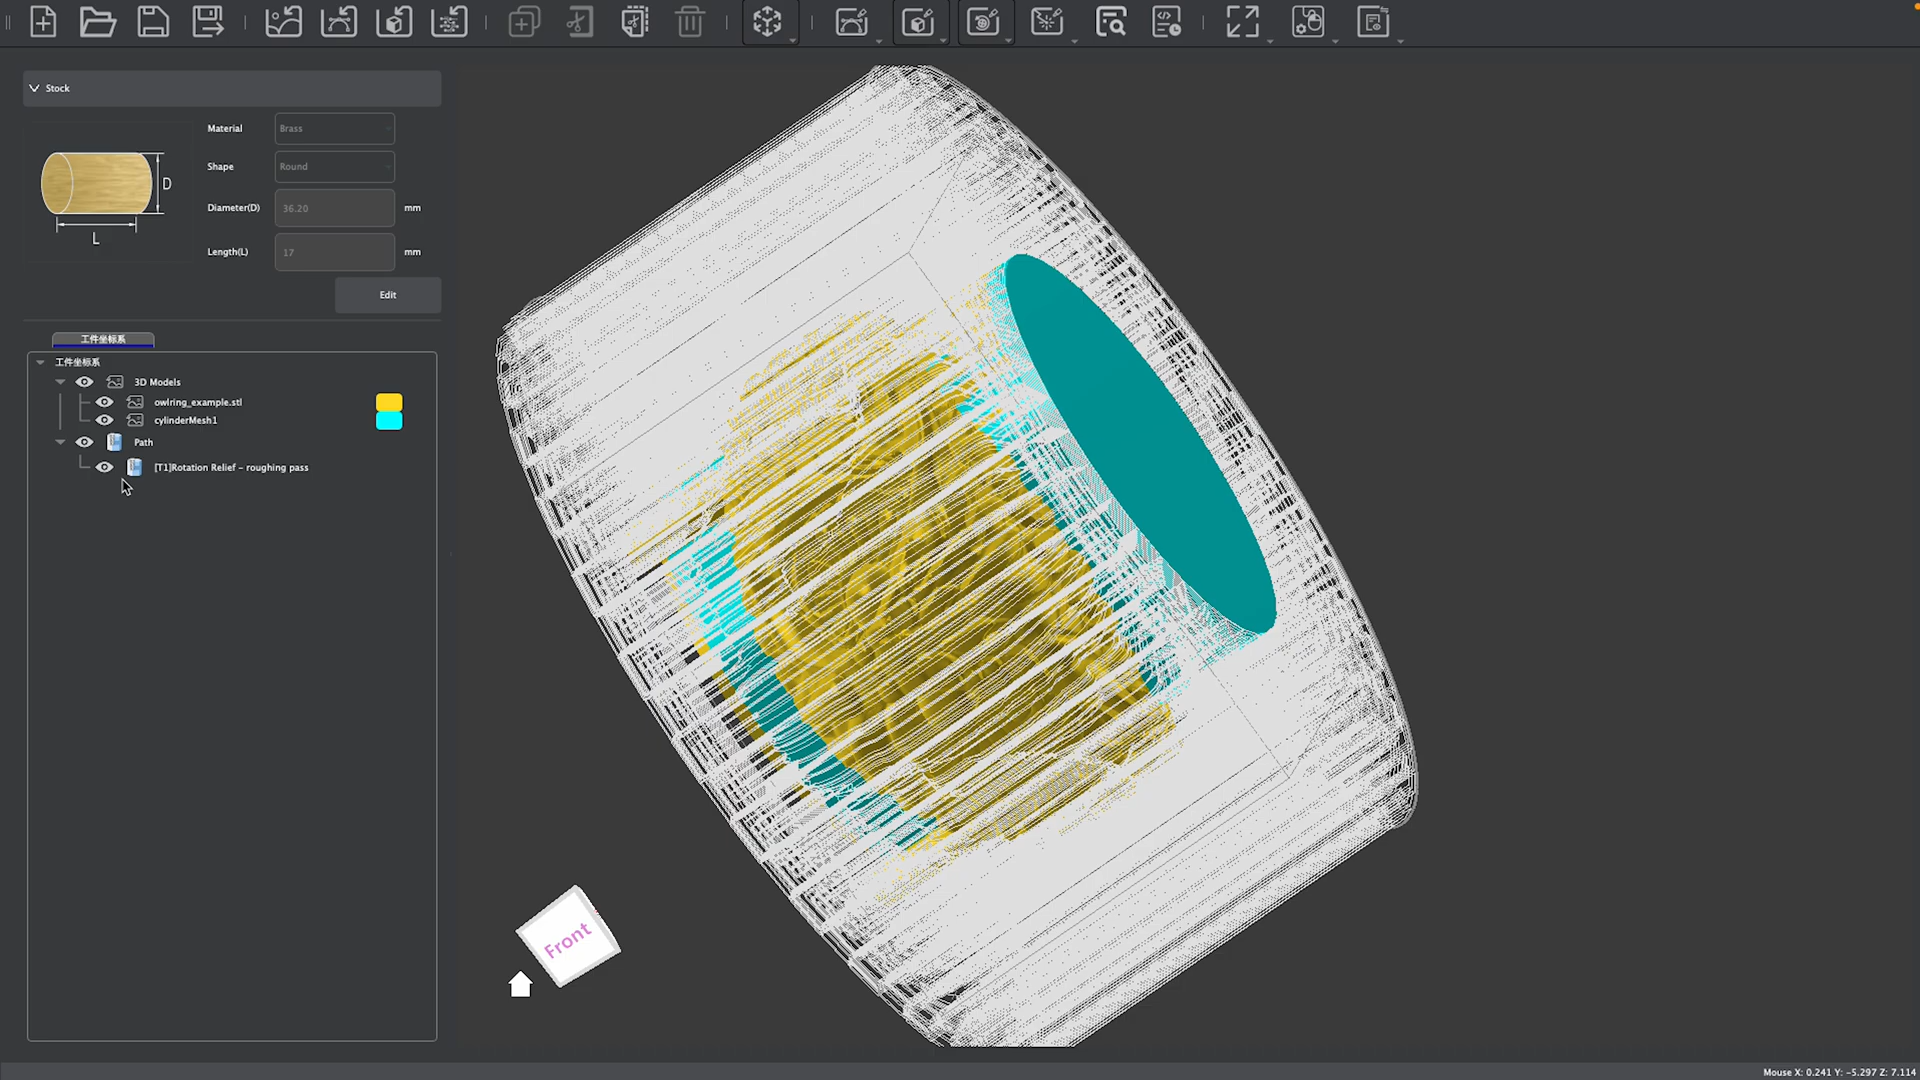 Stock
Material Brass
Shape Round
Diameter(D) 36.20 mm
Length(L) 17 mm
D
L
Edit
工件坐标系
工件坐标系
3D Models
owlring_example.stl
cylinderMesh1
Path
[T1]Rotation Relief - roughing pass
Front
Mouse X: 0.241 Y: -5.297 Z: 7.114